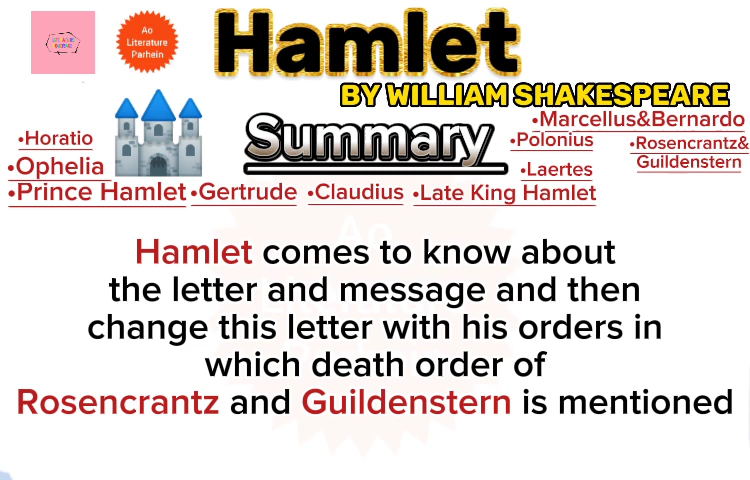 Ao
Literature
Parhein
Hamlet
BY WILLIAM SHAKESPEARE
Summary
•Marcellus&Bernardo
•Horatio
•Polonius
•Rosencrantz&
Guildenstern
•Ophelia
•Laertes
•Prince Hamlet •Gertrude •Claudius •Late King Hamlet
Hamlet comes to know about
the letter and message and then
change this letter with his orders in
which death order of
Rosencrantz and Guildenstern is mentioned